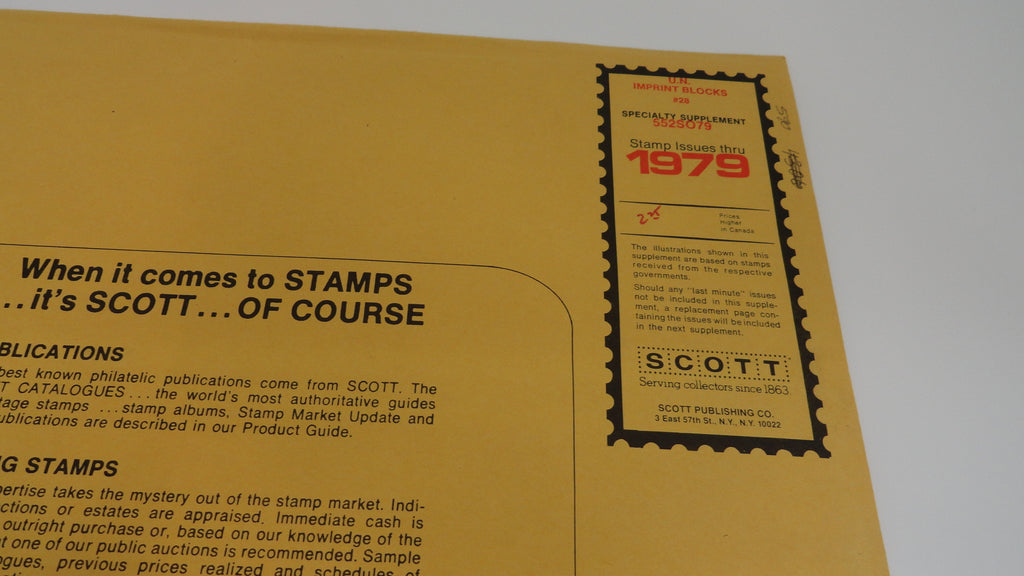 U.N.
IMPRINT BLOCKS
#28
SPECIALTY SUPPLEMENT
552SO79
Stamp Issues thru
1979
2
Prices
Higher
in Canada
The illustrations shown in this
supplement are based on stamps
received from the respective
governments.
Should any "last minute" issues
not be included in this supple-
ment, a replacement page con-
taining the issues will be included
in the next supplement.
SCOTT
Serving collectors since 1863
SCOTT PUBLISHING CO.
3 East 57th St., N.Y., N.Y. 10022
When it comes to STAMPS
...it's SCOTT...OF COURSE
BLICATIONS
best known philatelic publications come from SCOTT. The
T CATALOGUES...the world's most authoritative guides
tage stamps ...stamp albums, Stamp Market Update and
ublications are described in our Product Guide.
G STAMPS
pertise takes the mystery out of the stamp market. Indi-
ctions or estates are appraised. Immediate cash is
outright purchase or, based on our knowledge of the
at one of our public auctions is recommended. Sample
ogues, previous prices realized and schedules of